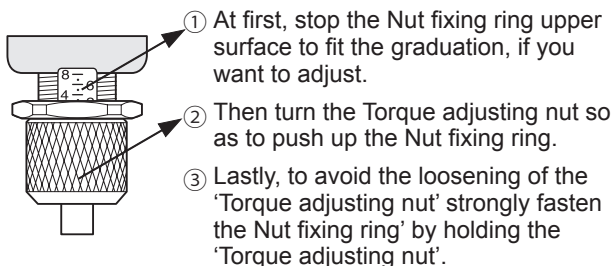 ① At first, stop the Nut fixing ring upper
surface to fit the graduation, if you
want to adjust.
② Then turn the Torque adjusting nut so
as to push up the Nut fixing ring.
③ Lastly, to avoid the loosening of the
‘Torque adjusting nut’ strongly fasten
the Nut fixing ring’ by holding the
‘Torque adjusting nut’.
8
6
4